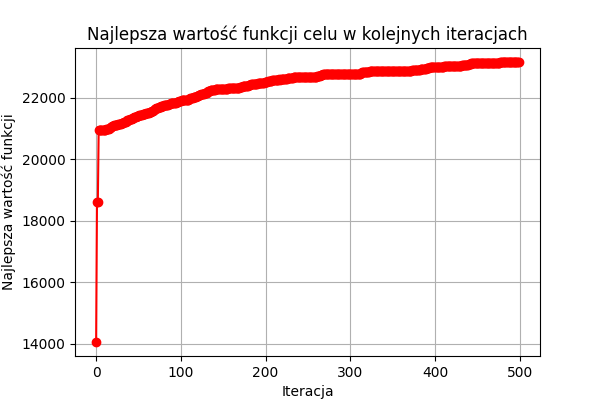 Najlepsza wartość funkcji celu w kolejnych iteracjach
Najlepsza wartość funkcji
22000
20000
18000
16000
14000
0 100 200 300 400 500
Iteracja